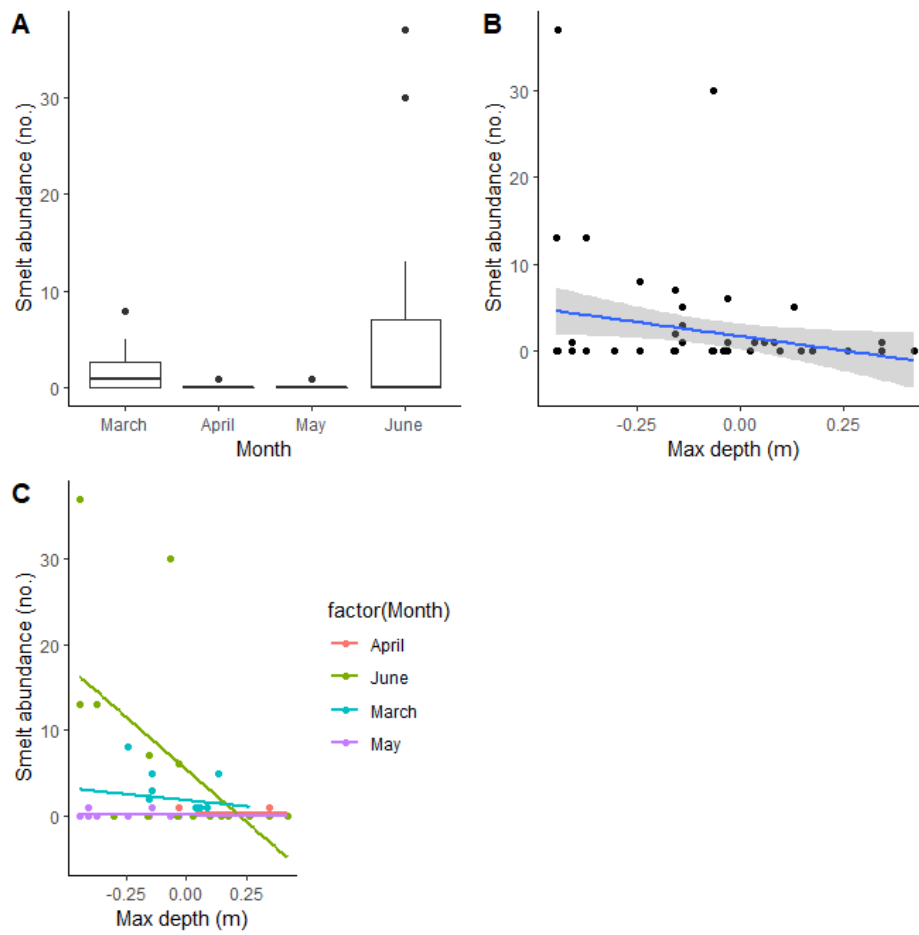 A
Smelt abundance (no.)
30
20
10
0
March April May June
Month
B
Smelt abundance (no.)
30
20
10
0
-0.25 0.00 0.25
Max depth (m)
C
Smelt abundance (no.)
30
20
10
0
-0.25 0.00 0.25
Max depth (m)
factor(Month)
April
June
March
May